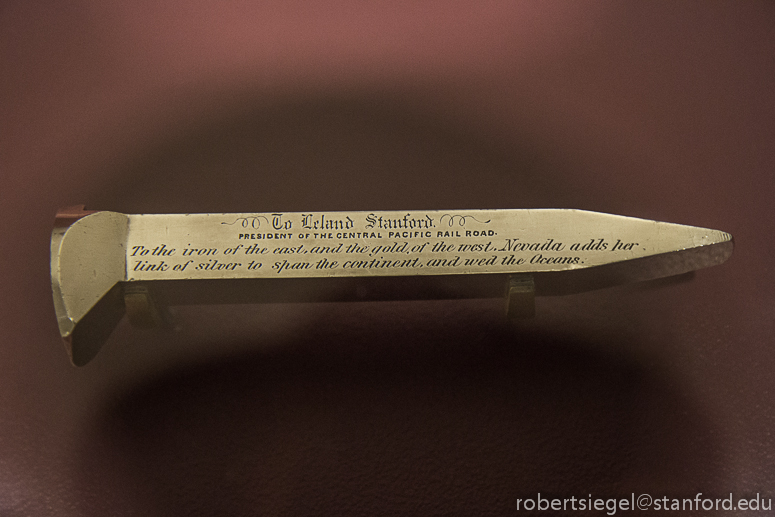 To Leland Stanford.
PRESIDENT OF THE CENTRAL PACIFIC RAIL ROAD.
To the iron of the east, and the gold, of the west. Nevada adds her
link of silver to span the continent, and wed the Oceans.
robertsiegel@stanford.edu